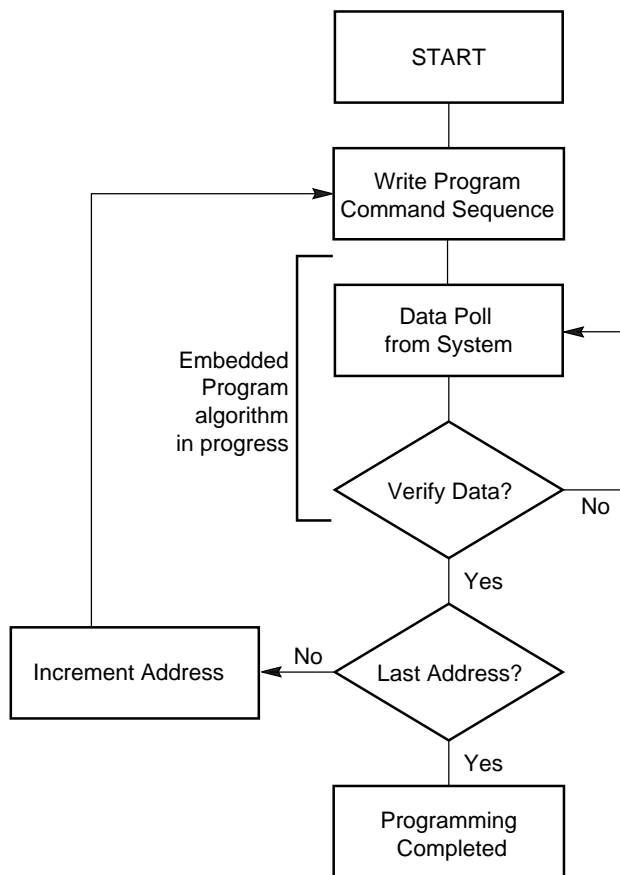 START
Write Program
Command Sequence
Data Poll
from System
Embedded
Program
algorithm
in progress
Verify Data?
No
Yes
Increment Address
No
Last Address?
Yes
Programming
Completed